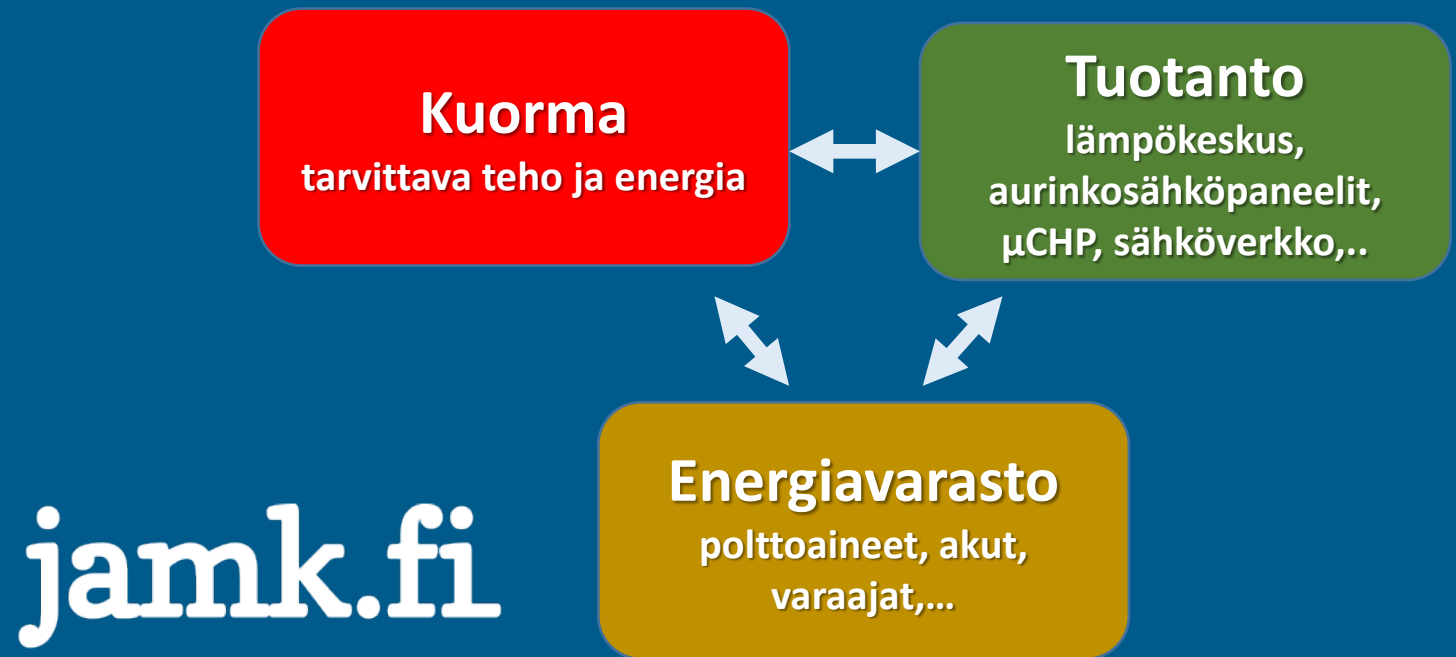 Kuorma
tarvittava teho ja energia
Tuotanto
lämpökeskus,
aurinkosähköpaneelit,
µCHP, sähköverkko,..
Energiavarasto
polttoaineet, akut,
varaajat,...
jamk.fi